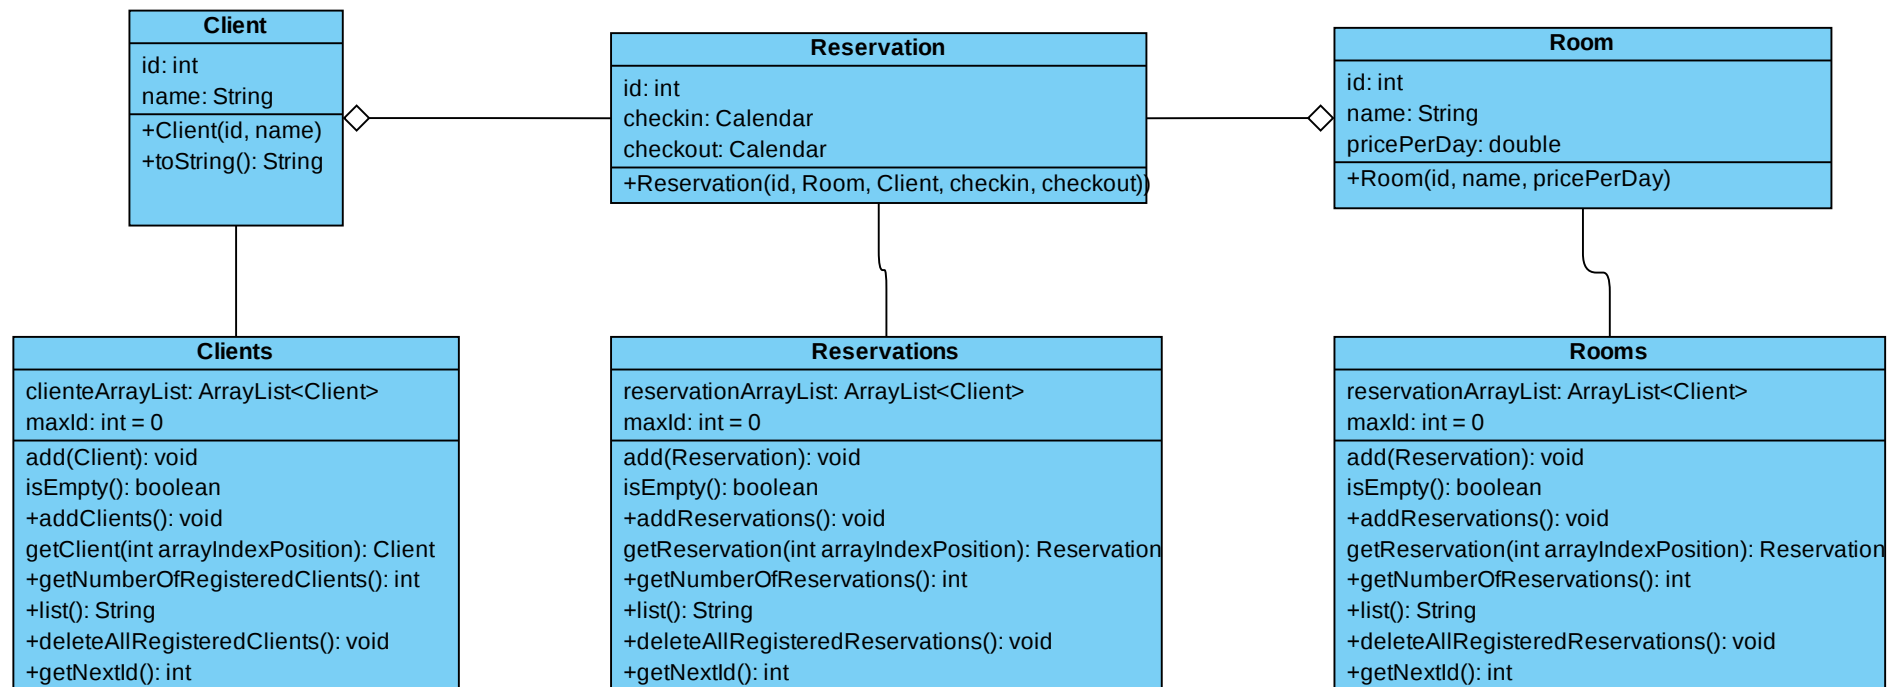 Client
id: int
name: String
+Client(id, name)
+toString(): String
Reservation
id: int
checkin: Calendar
checkout: Calendar
+Reservation(id, Room, Client, checkin, checkout))
Room
id: int
name: String
pricePerDay: double
+Room(id, name, pricePerDay)
Clients
clienteArrayList: ArrayList<Client>
maxId: int = 0
add(Client): void
isEmpty(): boolean
+addClients(): void
getClient(int arrayIndexPosition): Client
+getNumberOfRegisteredClients(): int
+list(): String
+deleteAllRegisteredClients(): void
+getNextId(): int
Reservations
reservationArrayList: ArrayList<Client>
maxId: int = 0
add(Reservation): void
isEmpty(): boolean
+addReservations(): void
getReservation(int arrayIndexPosition): Reservation
+getNumberOfReservations(): int
+list(): String
+deleteAllRegisteredReservations(): void
+getNextId(): int
Rooms
reservationArrayList: ArrayList<Client>
maxId: int = 0
add(Reservation): void
isEmpty(): boolean
+addReservations(): void
getReservation(int arrayIndexPosition): Reservation
+getNumberOfReservations(): int
+list(): String
+deleteAllRegisteredReservations(): void
+getNextId(): int